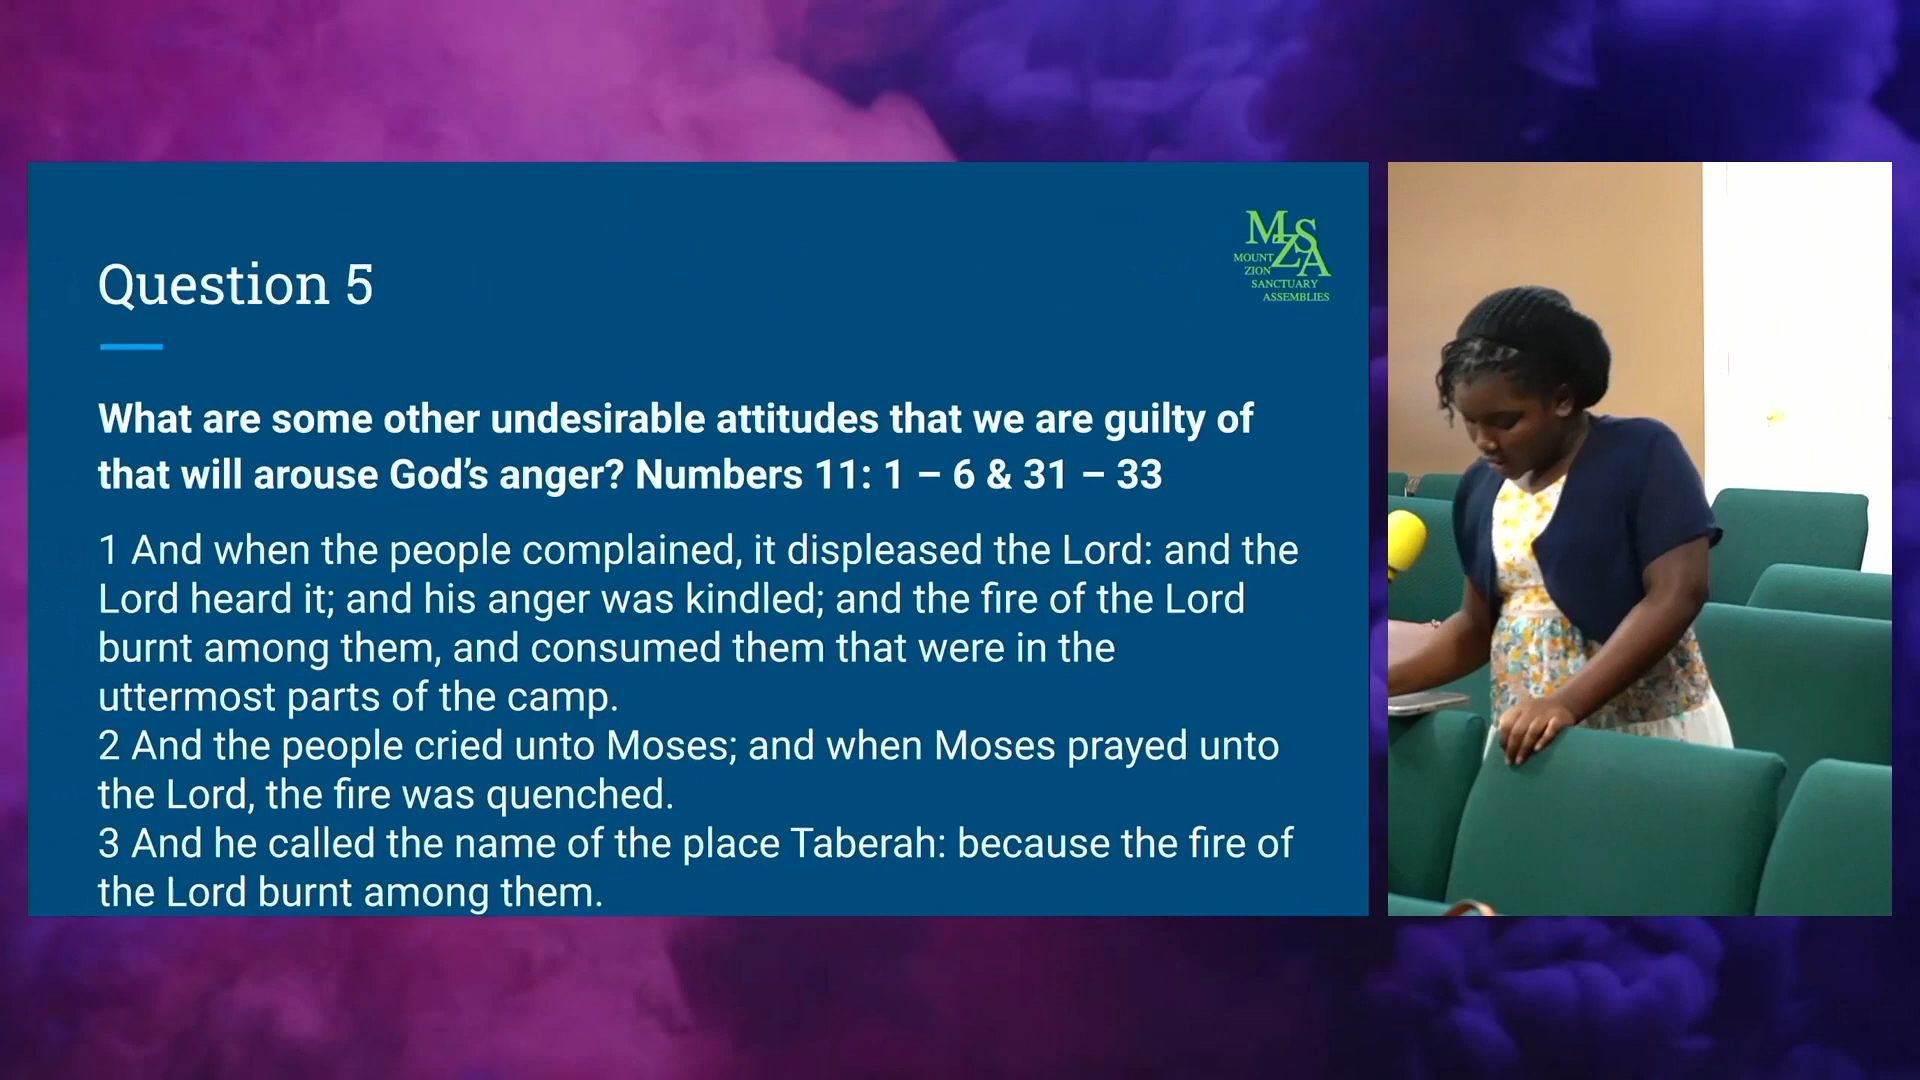 Question 5
MSZA
MOUNT
ZION
SANCTUARY
ASSEMBLIES
What are some other undesirable attitudes that we are guilty of
that will arouse God’s anger? Numbers 11: 1 – 6 & 31 – 33
1 And when the people complained, it displeased the Lord: and the
Lord heard it; and his anger was kindled; and the fire of the Lord
burnt among them, and consumed them that were in the
uttermost parts of the camp.
2 And the people cried unto Moses; and when Moses prayed unto
the Lord, the fire was quenched.
3 And he called the name of the place Taberah: because the fire of
the Lord burnt among them.